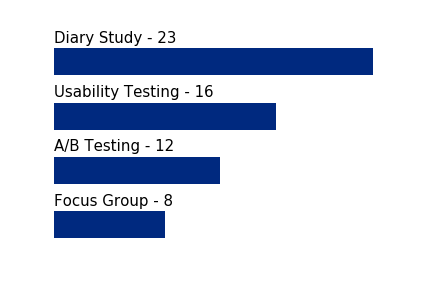 Diary Study - 23
Usability Testing - 16
A/B Testing - 12
Focus Group - 8